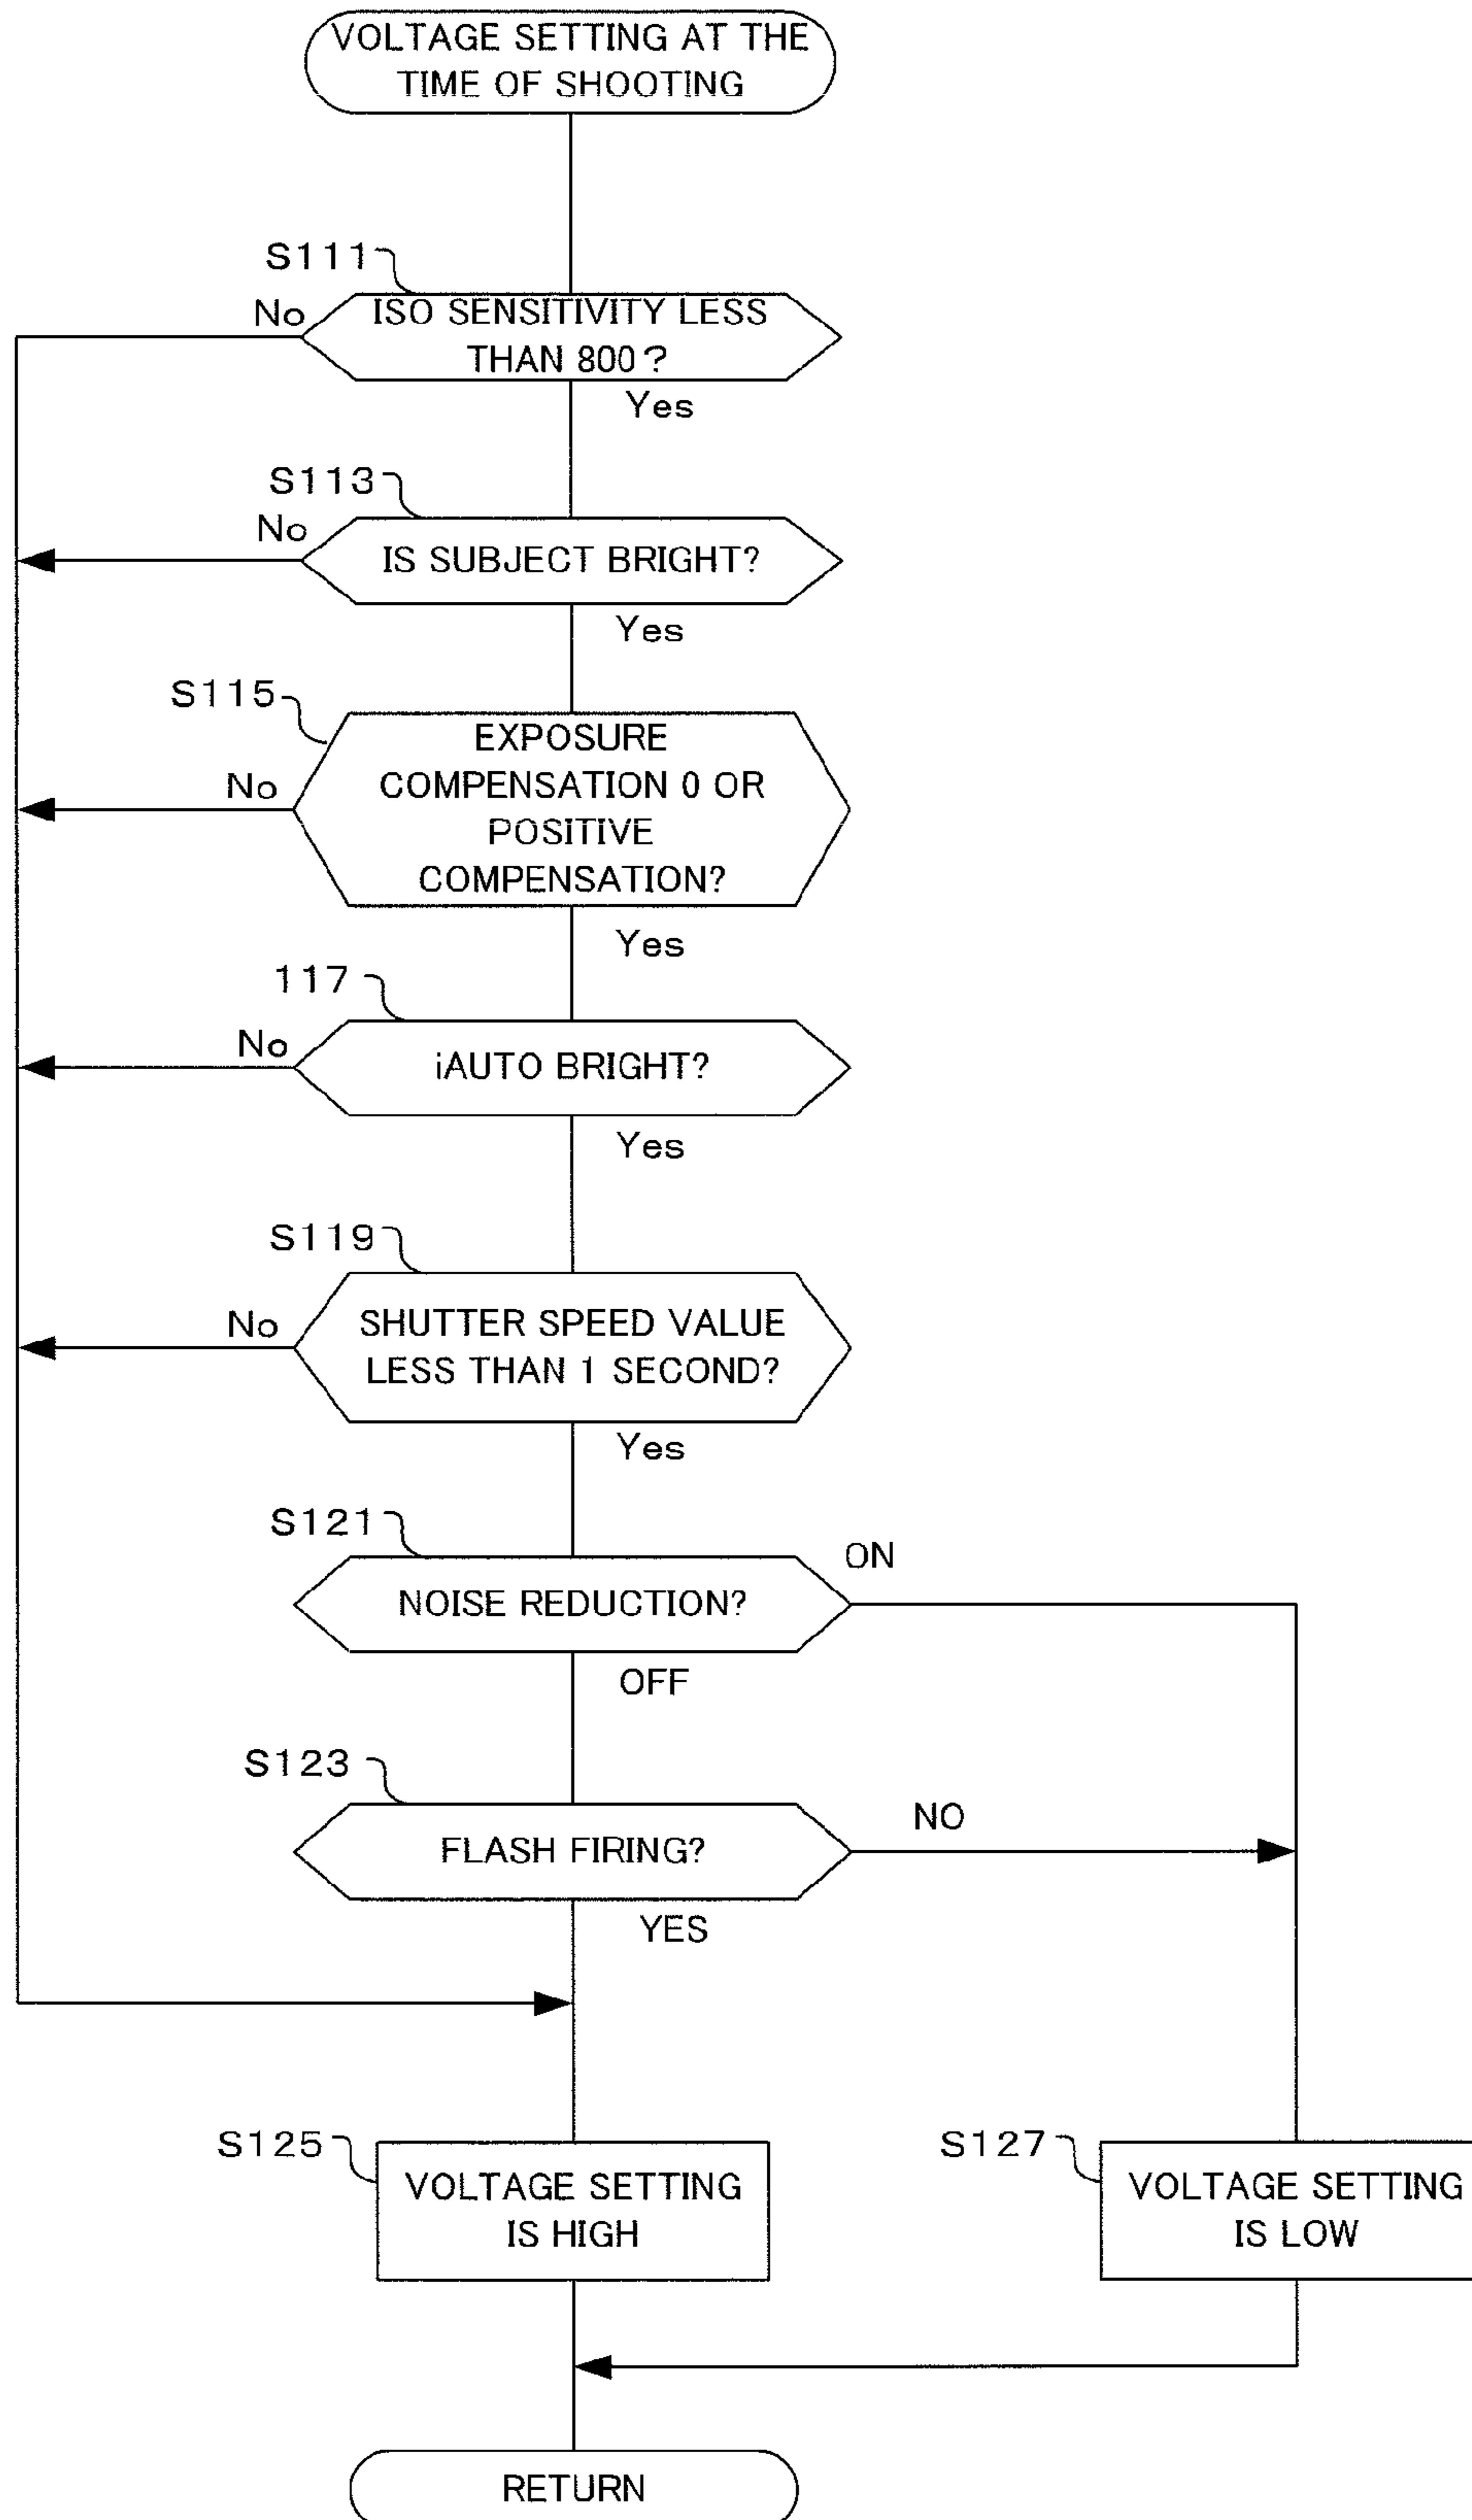 VOLTAGE SETTING AT THE
TIME OF SHOOTING
S111
No
ISO SENSITIVITY LESS
THAN 800?
Yes
S113
No
IS SUBJECT BRIGHT?
Yes
S115
No
EXPOSURE
COMPENSATION 0 OR
POSITIVE
COMPENSATION?
Yes
117
No
iAUTO BRIGHT?
Yes
S119
No
SHUTTER SPEED VALUE
LESS THAN 1 SECOND?
Yes
S121
ON
NOISE REDUCTION?
OFF
S123
NO
FLASH FIRING?
YES
S125
VOLTAGE SETTING
IS HIGH
S127
VOLTAGE SETTING
IS LOW
RETURN